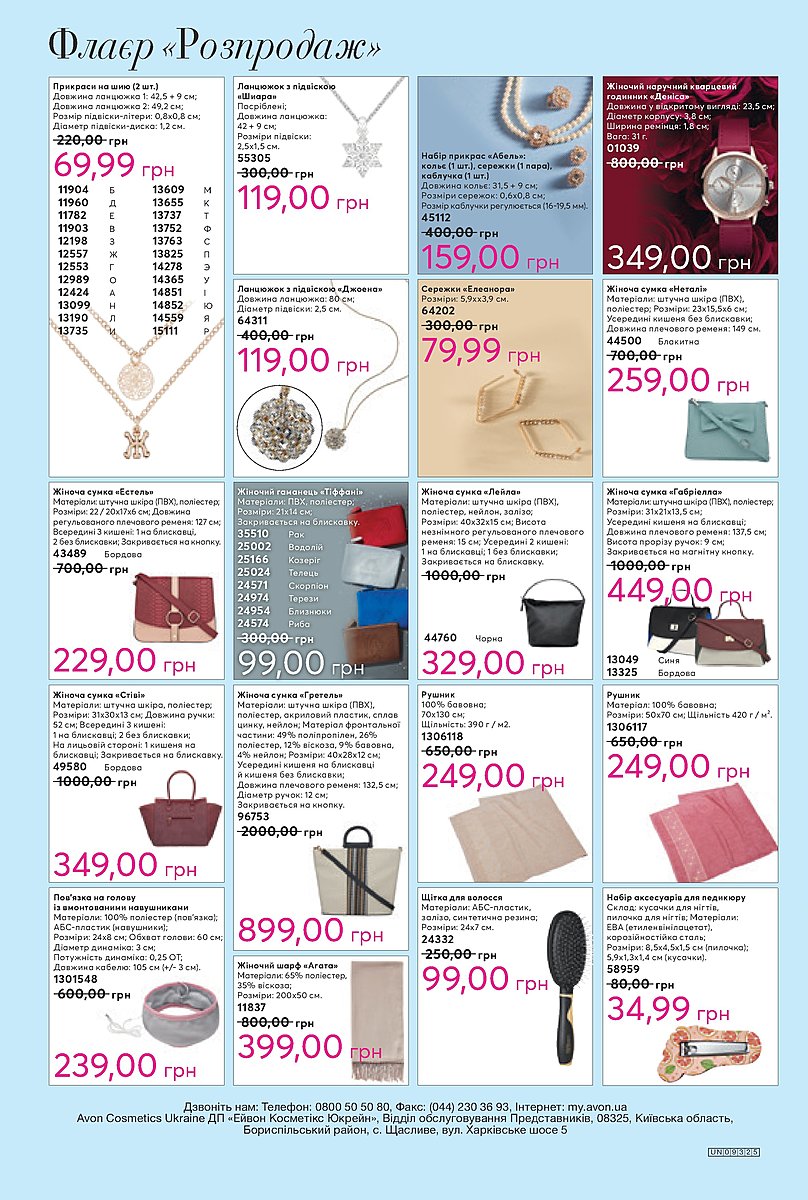 Флаєр «Розпродаж»
Прикраси на шию (2 шт.)
Довжина ланцюжка 1: 42,5 + 9 см;
Довжина ланцюжка 2: 49,2 см;
Розмір підвіски-літери: 0,8x0,8 см;
Діаметр підвіски-диска: 1,2 см.
220,00 грн
69,99 грн
11904 Б 13609 М
11960 Д 13655 К
11782 Е 13737 Т
11903 В 13752 Ф
12198 З 13763 С
12557 Ж 13825 П
12553 Г 14278 Э
12989 О 14365 У
12424 А 14851 І
13099 Н 14852 Ю
13190 Л 14559 Я
13735 И 15111 Р
Ланцюжок з підвіскою
«Шиара»
Посріблені;
Довжина ланцюжка:
42 + 9 см;
Розміри підвіски:
2,5x1,5 см.
55305
300,00 грн
119,00 грн
Набір прикрас «Абель»:
кольє (1 шт.), сережки (1 пара),
каблучка (1 шт.)
Довжина кольє: 31,5 + 9 см;
Розміри сережок: 0,6x0,8 см;
Розмір каблучки регулюється (16-19,5 мм).
45112
400,00 грн
159,00 грн
Жіночий наручний кварцевий
годинник «Деніса»
Довжина у відкритому вигляді: 23,5 см;
Діаметр корпусу: 3,8 см;
Ширина ремінця: 1,8 см;
Вага: 31 г.
01039
800,00 грн
349,00 грн
Ланцюжок з підвіскою «Джоена»
Довжина ланцюжка: 80 см;
Діаметр підвіски: 2,5 см.
64311
400,00 грн
119,00 грн
Сережки «Елеанора»
Розміри: 5,9xx3,9 см.
64202
300,00 грн
79,99 грн
Жіноча сумка «Неталі»
Матеріали: штучна шкіра (ПВХ),
поліестер; Розміри: 23x15,5x6 см;
Усередині кишеня без блискавки;
Довжина плечового ременя: 149 см.
44500 Блакитна
700,00 грн
259,00 грн
Жіноча сумка «Естель»
Матеріали: штучна шкіра (ПВХ), поліестер;
Розміри: 22 / 20x17x6 см; Довжина
регульованого плечового ременя: 127 см;
Всередині 3 кишені: 1 на блискавці,
2 без блискавки; Закривається на кнопку.
43489 Бордова
700,00 грн
229,00 грн
Жіночий гаманець «Тіффані»
Матеріали: ПВХ, поліестер;
Розміри: 21x14 см;
Закривається на блискавку.
35510 Рак
25002 Водолій
25166 Козеріг
25024 Телець
24571 Скорпіон
24974 Терези
24954 Близнюки
24574 Риба
300,00 грн
99,00 грн
Жіноча сумка «Лейла»
Матеріали: штучна шкіра (ПВХ),
поліестер, нейлон, залізо;
Розміри: 40x32x15 см; Висота
незнімного регульованого плечового
ременя: 15 см; Усередині 2 кишені:
1 на блискавці; 1 без блискавки;
Закривається на блискавку.
1000,00 грн
44760 Чорна
329,00 грн
Жіноча сумка «Габріелла»
Матеріали: штучна шкіра (ПВХ), поліестер;
Розміри: 31x21x13,5 см;
Усередині кишеня на блискавці;
Довжина плечового ременя: 137,5 см;
Висота прорізу ручок: 9 см;
Закривається на магнітну кнопку.
1000,00 грн
449,00 грн
13049 Синя
13325 Бордова
Жіноча сумка «Стіві»
Матеріали: штучна шкіра, поліестер;
Розміри: 31x30x13 см; Довжина ручки:
52 см; Всередині 3 кишені:
1 на блискавці; 2 без блискавки;
На лицьовій стороні: 1 кишеня на
блискавці; Закривається на блискавку.
49580 Бордова
1000,00 грн
349,00 грн
Жіноча сумка «Гретель»
Матеріали: штучна шкіра (ПВХ),
поліестер, акриловий пластик, сплав
цинку, нейлон; Матеріал фронтальної
частини: 49% поліпропілен, 26%
поліестер, 12% віскоза, 9% бавовна,
4% нейлон; Розміри: 40x28x12 см;
Усередині кишеня на блискавці
й кишеня без блискавки;
Довжина плечового ременя: 132,5 см;
Діаметр ручок: 12 см;
Закривається на кнопку.
96753
2000,00 грн
899,00 грн
Рушник
100% бавовна;
70x130 см;
Щільність: 390 г / м2.
1306118
650,00 грн
249,00 грн
Рушник
Матеріал: 100% бавовна;
Розміри: 50x70 см; Щільність 420 г / м².
1306117
650,00 грн
249,00 грн
Пов'язка на голову
із вмонтованими навушниками
Матеріали: 100% поліестер (пов'язка);
АБС-пластик (навушники);
Розміри: 24x8 см; Обхват голови: 60 см;
Діаметр динаміка: 3 см;
Потужність динаміка: 0,25 ОТ;
Довжина кабелю: 105 см (+/- 3 см).
1301548
600,00 грн
239,00 грн
Жіночий шарф «Агата»
Матеріали: 65% поліестер,
35% віскоза;
Розміри: 200x50 см.
11837
800,00 грн
399,00 грн
Щітка для волосся
Матеріали: АБС-пластик,
залізо, синтетична резина;
Розміри: 24x7 см.
24332
250,00 грн
99,00 грн
Набір аксесуарів для педикюру
Склад: кусачки для нігтів,
пилочка для нігтів; Матеріали:
ЕВА (етиленвінілацетат),
корозійностійка сталь;
Розміри: 8,5x4,5x1,5 см (пилочка);
5,9x1,3x1,4 см (кусачки).
58959
80,00 грн
34,99 грн
Дзвоніть нам: Телефон: 0800 50 50 80, Факс: (044) 230 36 93, Інтернет: my.avon.ua
Avon Cosmetics Ukraine ДП «Ейвон Косметікс Юкрейн», Відділ обслуговування Представників, 08325, Київська область,
Бориспільський район, с. Щасливе, вул. Харківське шосе 5
UN09325